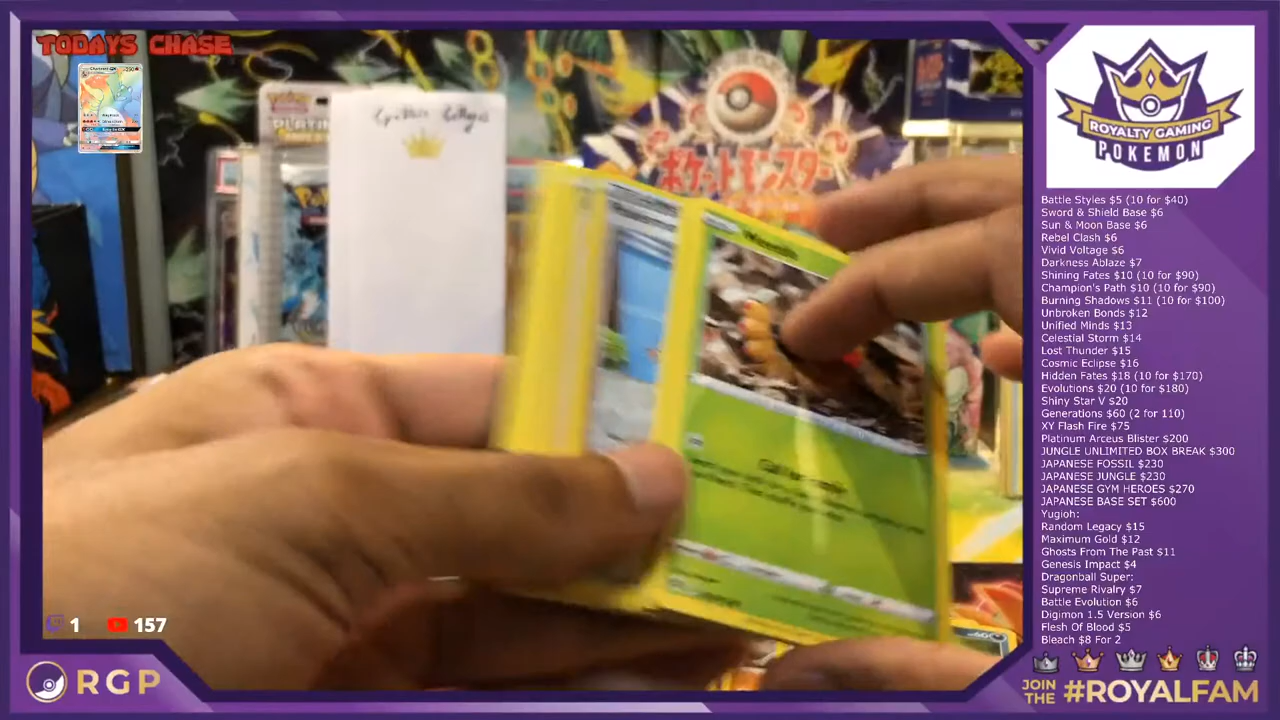 TODAYS CHASE
ポケットモンスター
ROYALTY GAMING
POKEMON
Battle Styles $5 (10 for $40)
Sword & Shield Base $6
Sun & Moon Base $6
Rebel Clash $6
Vivid Voltage $6
Darkness Ablaze $7
Shining Fates $10 (10 for $90)
Champion's Path $10 (10 for $90)
Burning Shadows $11 (10 for $100)
Unbroken Bonds $12
Unified Minds $13
Celestial Storm $14
Lost Thunder $15
Cosmic Eclipse $16
Hidden Fates $18 (10 for $170)
Evolutions $20 (10 for $180)
Shiny Star V $20
Generations $60 (2 for 110)
XY Flash Fire $75
Platinum Arceus Blister $200
JUNGLE UNLIMITED BOX BREAK $300
JAPANESE FOSSIL $230
JAPANESE JUNGLE $230
JAPANESE GYM HEROES $270
JAPANESE BASE SET $600
Yugioh:
Random Legacy $15
Maximum Gold $12
Ghosts From The Past $11
Genesis Impact $4
Dragonball Super:
Supreme Rivalry $7
Battle Evolution $6
Digimon 1.5 Version $6
Flesh Of Blood $5
Bleach $8 For 2
1
157
RGP
JOIN THE #ROYALFAM